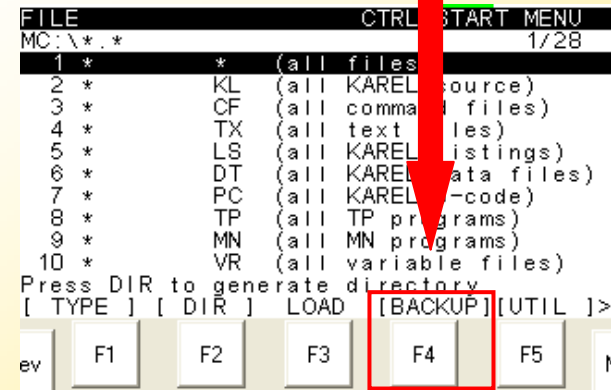 FILE CTRL START MENU
MC:\*.* 1/28
1 * * (all files
2 * KL (all KAREL source)
3 * CF (all command files)
4 * TX (all text files)
5 * LS (all KAREL listings)
6 * DT (all KAREL data files)
7 * PC (all KAREL p-code)
8 * TP (all TP programs)
9 * MN (all MN programs)
10 * VR (all variable files)
Press DIR to generate directory
[ TYPE ] [ DIR ] LOAD [BACKUP][UTIL ]>
ev F1 F2 F3 F4 F5